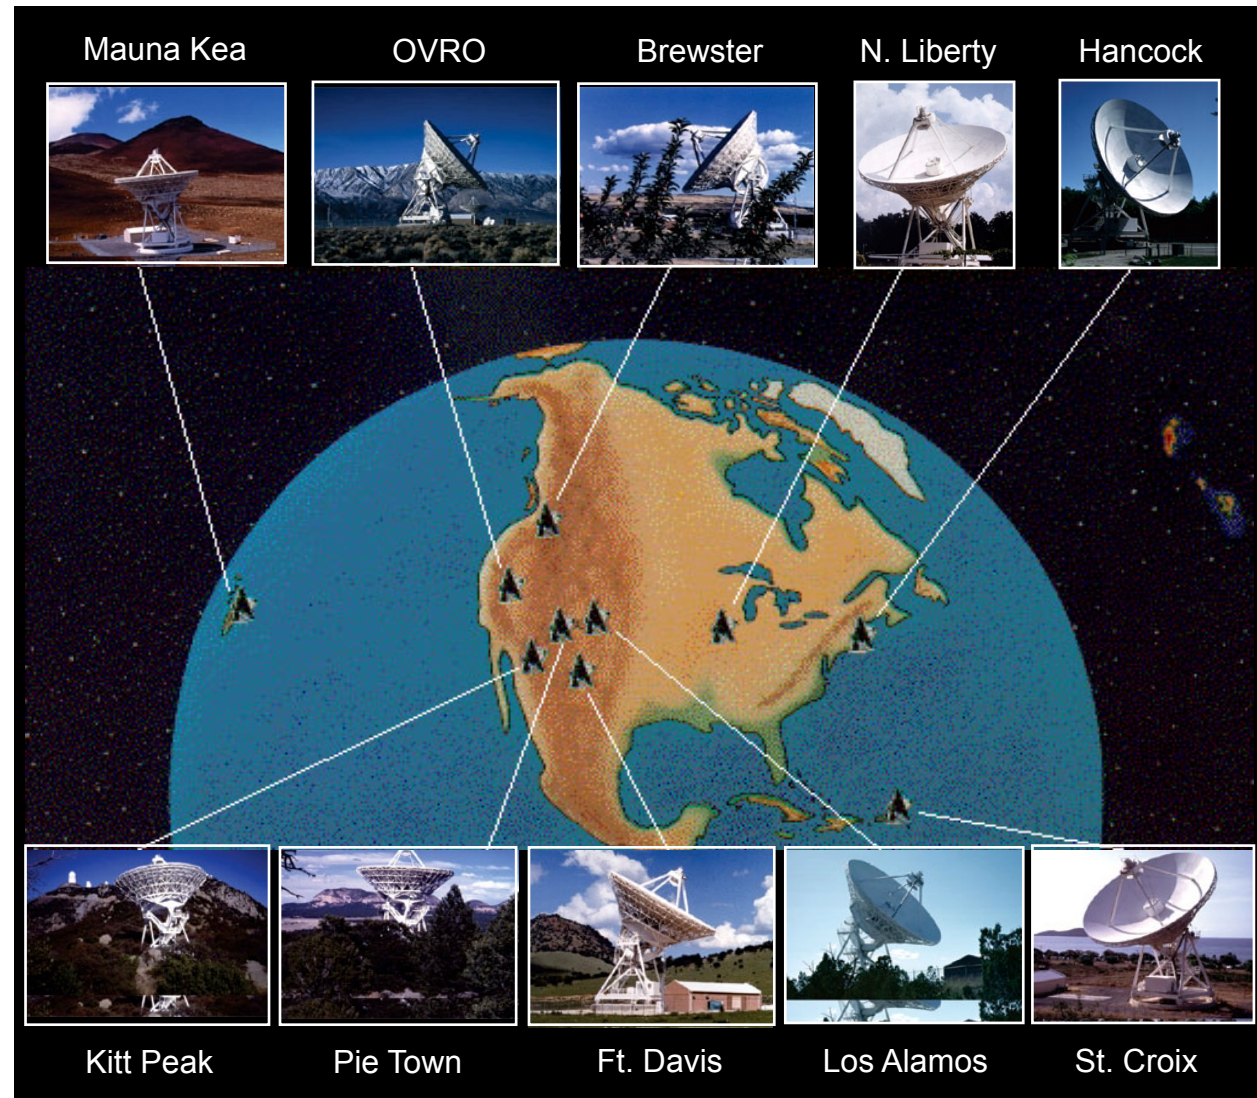 Mauna Kea
OVRO
Brewster
N. Liberty
Hancock
Kitt Peak
Pie Town
Ft. Davis
Los Alamos
St. Croix